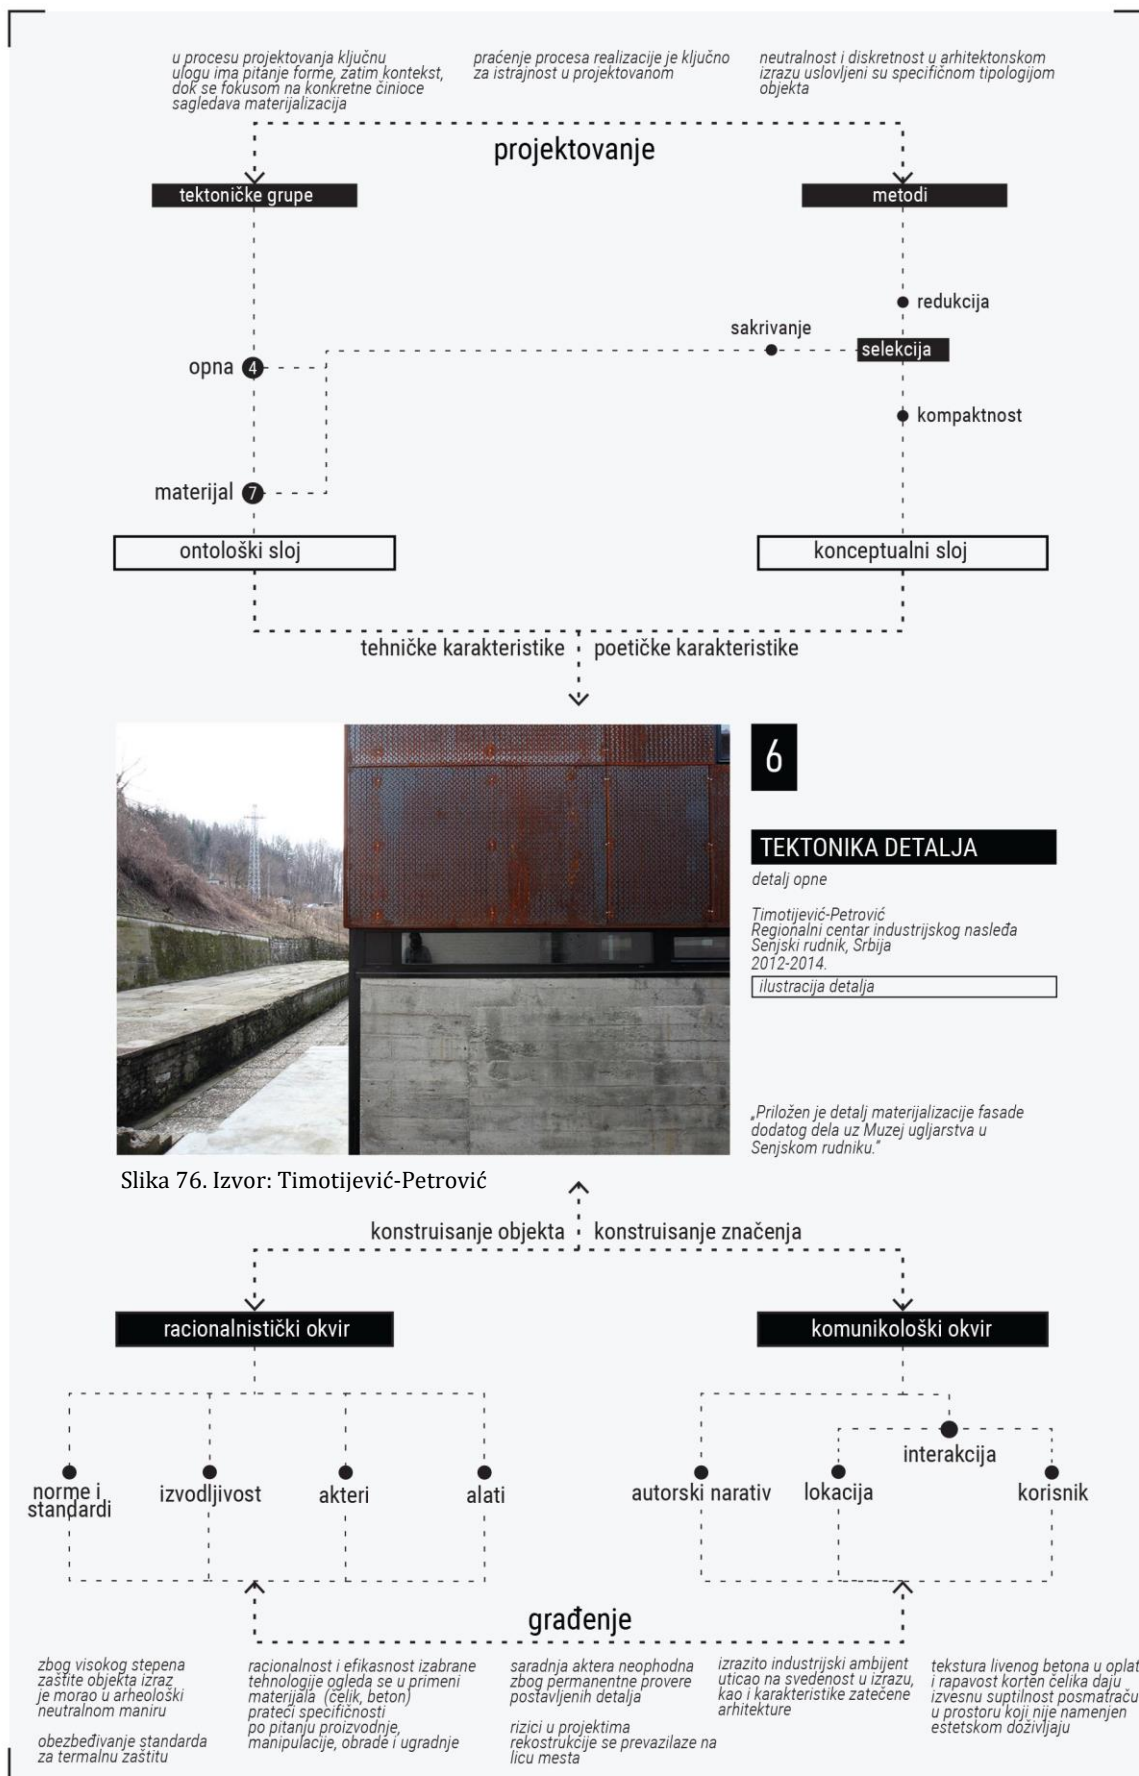 u procesu projektovanja ključnu
ulogu ima pitanje forme, zatim kontekst,
dok se fokusom na konkretne činioce
sagledava materijalizacija
praćenje procesa realizacije je ključno
za istrajnost u projektovanom
neutralnost i diskretnost u arhitektonskom
izrazu uslovljeni su specifičnom tipologijom
objekta
projektovanje
tektoničke grupe
metodi
redukcija
sakrivanje
selekcija
opna 4
kompaktnost
materijal 7
ontološki sloj
konceptualni sloj
tehničke karakteristike
poetičke karakteristike
6
TEKTONIKA DETALJA
detalj opne
Timotijević-Petrović
Regionalni centar industrijskog nasleđa
Senjski rudnik, Srbija
2012-2014.
ilustracija detalja
„Priložen je detalj materijalizacije fasade
dodatog dela uz Muzej ugljarstva u
Senjskom rudniku.”
Slika 76. Izvor: Timotijević-Petrović
konstruisanje objekta
konstruisanje značenja
racionalnistički okvir
komunikološki okvir
interakcija
norme i
standardi
izvodljivost
akteri
alati
autorski narativ
lokacija
korisnik
građenje
zbog visokog stepena
zaštite objekta izraz
je morao u arheološki
neutralnom maniru
obezbeđivanje standarda
za termalnu zaštitu
racionalnost i efikasnost izabrane
tehnologije ogleda se u primeni
materijala (čelik, beton)
prateći specifičnosti
po pitanju proizvodnje,
manipulacije, obrade i ugradnje
saradnja aktera neophodna
zbog permanentne provere
postavljenih detalja
rizici u projektima
rekostrukcije se prevazilaze na
licu mesta
izrazito industrijski ambijent
uticao na svedenost u izrazu,
kao i karakteristike zatečene
arhitekture
tekstura livenog betona u oplat
i rapavost korten čelika daju
izvesnu suptilnost posmatraču
u prostoru koji nije namenjen
estetskom doživljaju